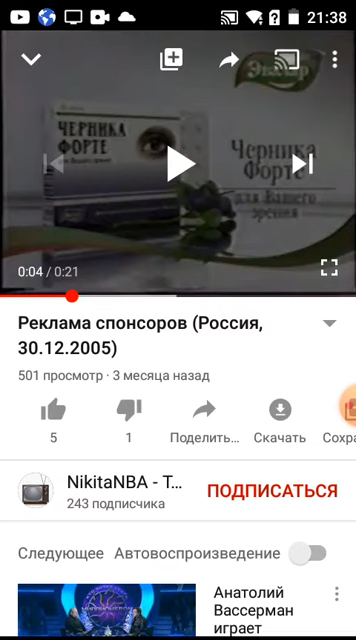 21:38
Эвалар
ЧЕРНИКА
ФОРТЕ
Черника
Форте
для Вашего
зрения
0:04 / 0:21
Реклама спонсоров (Россия,
30.12.2005)
501 просмотр · 3 месяца назад
5
1
Поделить...
Скачать
Сохра
NikitaNBA - T...
243 подписчика
ПОДПИСАТЬСЯ
Следующее
Автовоспроизведение
Анатолий
Вассерман
играет